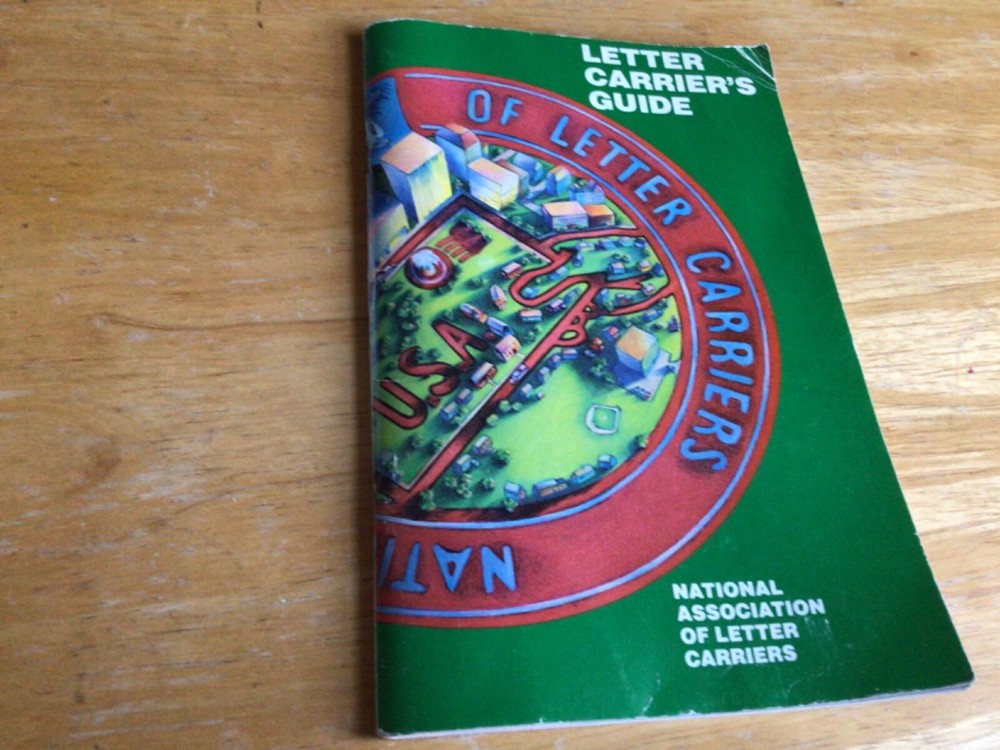 LETTER
CARRIER'S
GUIDE
OF LETTER CARRIERS
USA
NATI
NATIONAL
ASSOCIATION
OF LETTER
CARRIERS